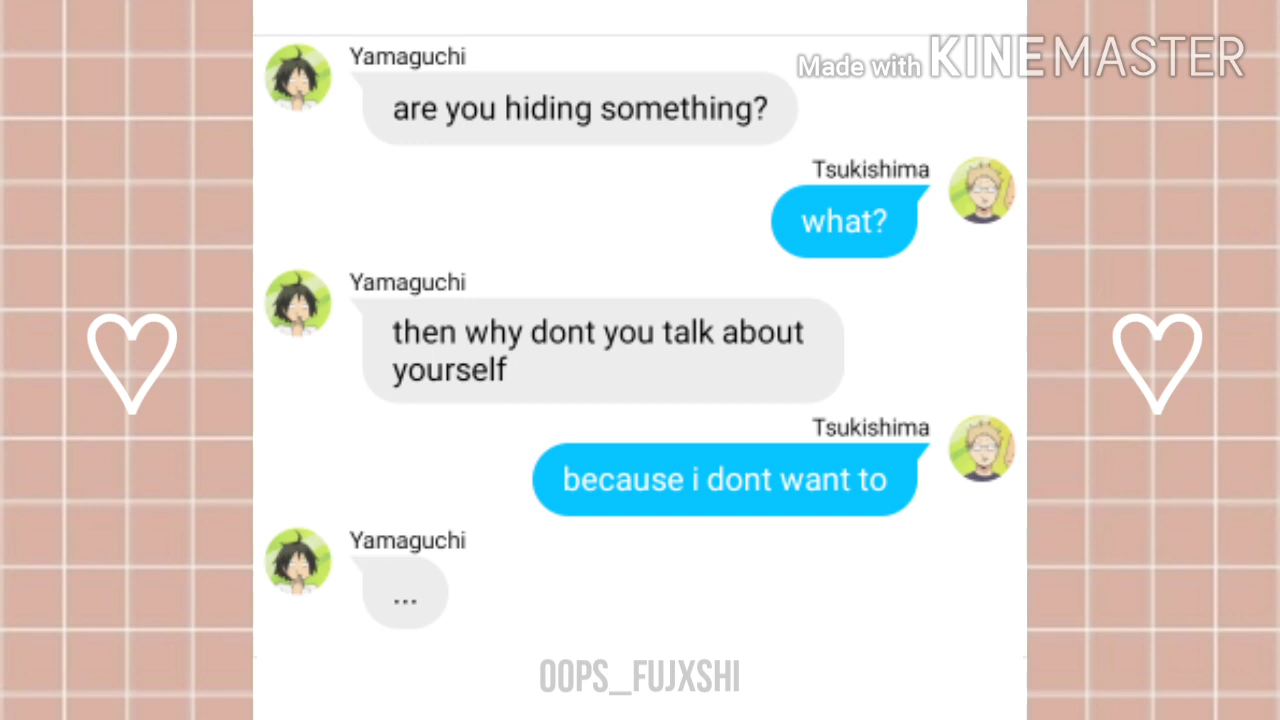 Yamaguchi
Made with KINEMASTER
are you hiding something?
Tsukishima
what?
Yamaguchi
then why dont you talk about
yourself
Tsukishima
because i dont want to
Yamaguchi
...
OOPS_FUJXSHI